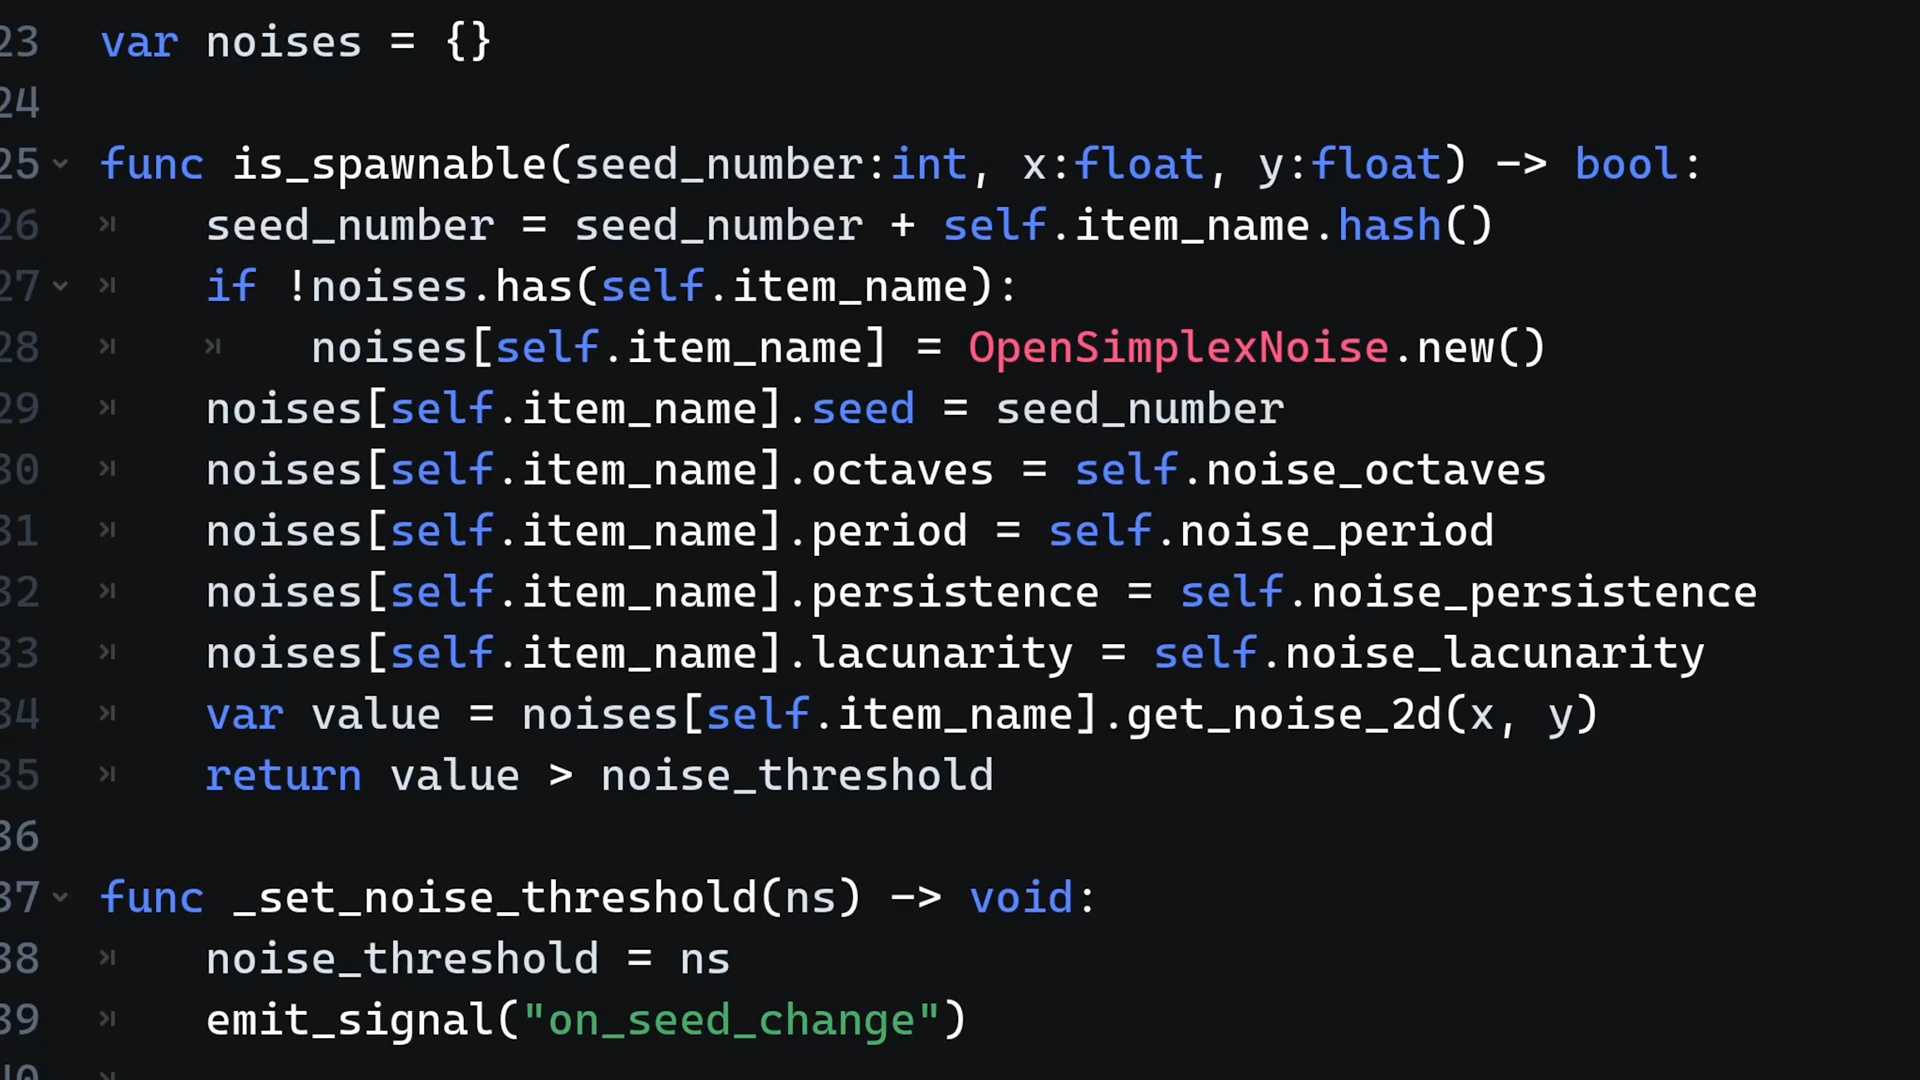 23 var noises = {}
24
25 func is_spawnable(seed_number:int, x:float, y:float) -> bool:
26 seed_number = seed_number + self.item_name.hash()
27 if !noises.has(self.item_name):
28 noises[self.item_name] = OpenSimplexNoise.new()
29 noises[self.item_name].seed = seed_number
30 noises[self.item_name].octaves = self.noise_octaves
31 noises[self.item_name].period = self.noise_period
32 noises[self.item_name].persistence = self.noise_persistence
33 noises[self.item_name].lacunarity = self.noise_lacunarity
34 var value = noises[self.item_name].get_noise_2d(x, y)
35 return value > noise_threshold
36
37 func _set_noise_threshold(ns) -> void:
38 noise_threshold = ns
39 emit_signal("on_seed_change")
40